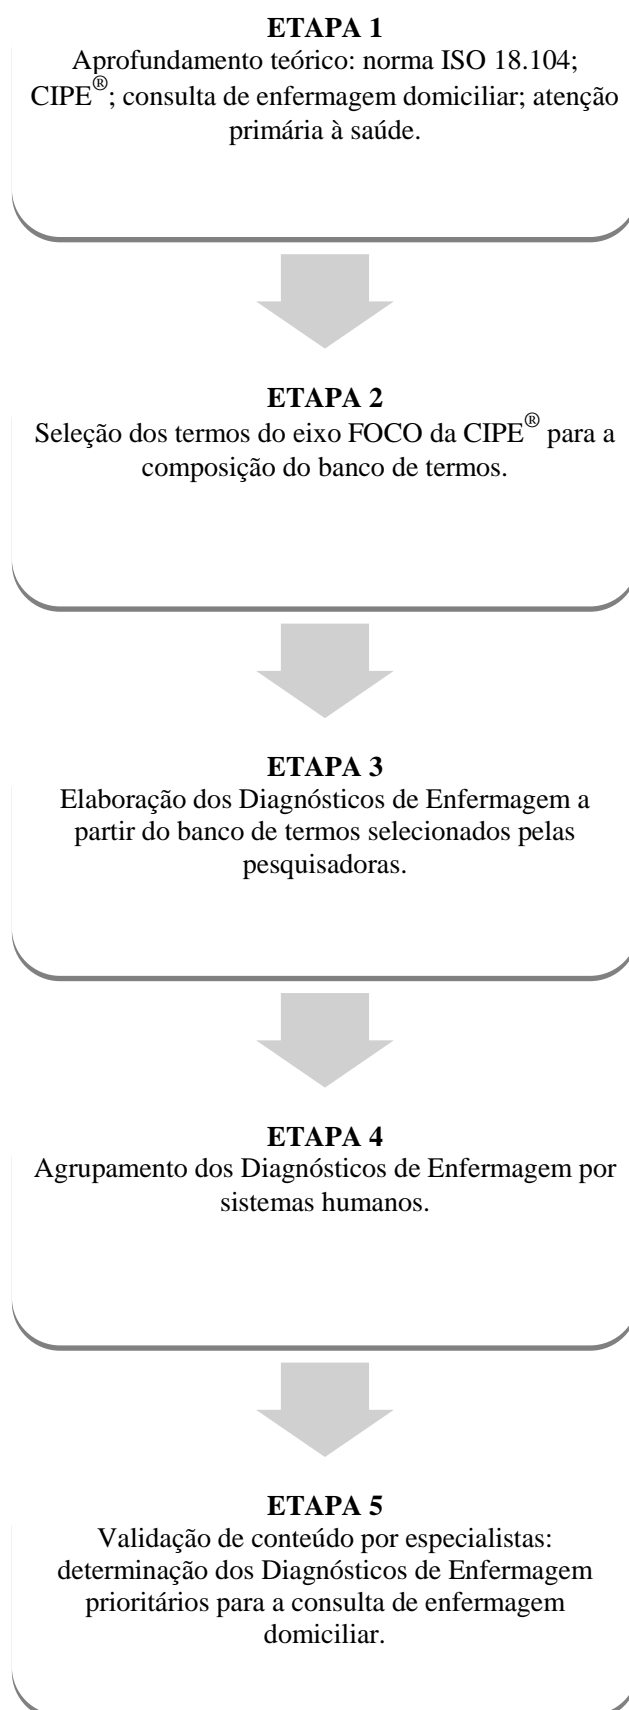 ETAPA 1
Aprofundamento teórico: norma ISO 18.104;
CIPE®; consulta de enfermagem domiciliar; atenção
primária à saúde.
ETAPA 2
Seleção dos termos do eixo FOCO da CIPE® para a
composição do banco de termos.
ETAPA 3
Elaboração dos Diagnósticos de Enfermagem a
partir do banco de termos selecionados pelas
pesquisadoras.
ETAPA 4
Agrupamento dos Diagnósticos de Enfermagem por
sistemas humanos.
ETAPA 5
Validação de conteúdo por especialistas:
determinação dos Diagnósticos de Enfermagem
prioritários para a consulta de enfermagem
domiciliar.